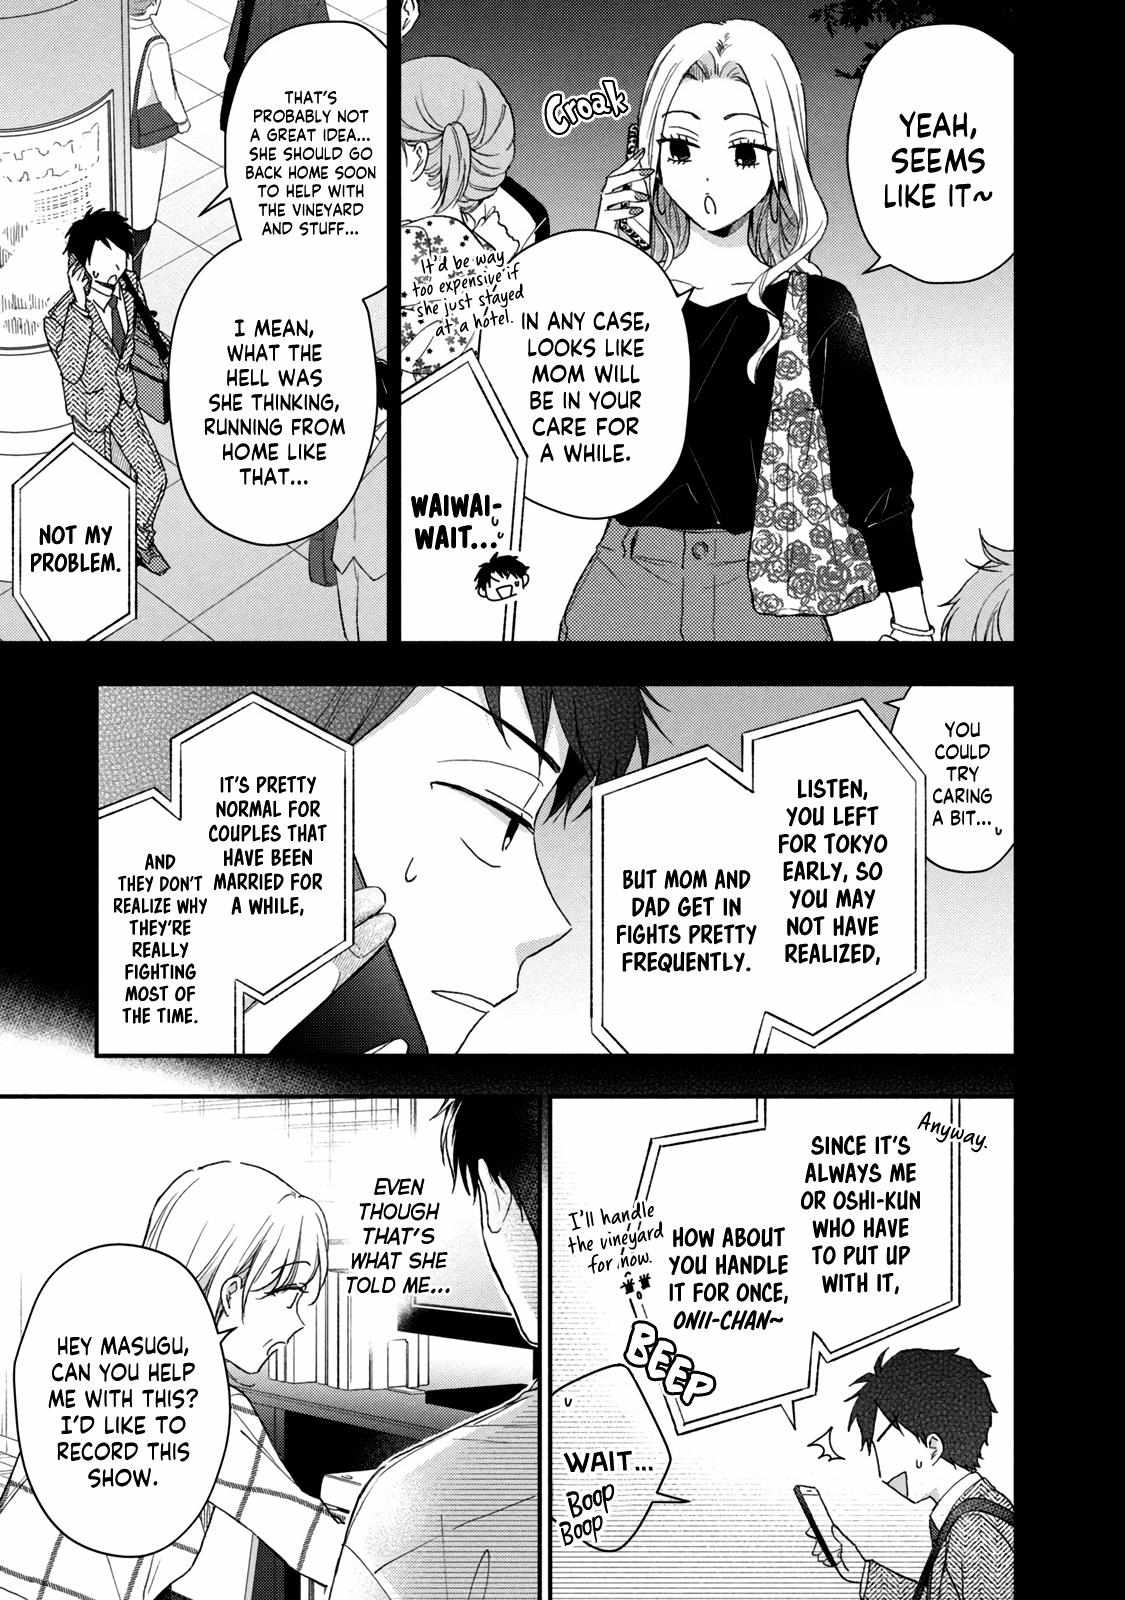 YEAH,
SEEMS
LIKE IT~
Croak
IN ANY CASE,
LOOKS LIKE
MOM WILL
BE IN YOUR
CARE FOR
A WHILE.
It'd be way
too expensive if
she just stayed
at a hotel.
WAIWAI-
WAIT...
THAT'S
PROBABLY NOT
A GREAT IDEA...
SHE SHOULD GO
BACK HOME SOON
TO HELP WITH
THE VINEYARD
AND STUFF...
I MEAN,
WHAT THE
HELL WAS
SHE THINKING,
RUNNING FROM
HOME LIKE
THAT...
NOT MY
PROBLEM.
YOU
COULD
TRY
CARING
A BIT...
LISTEN,
YOU LEFT
FOR TOKYO
EARLY, SO
YOU MAY
NOT HAVE
REALIZED,
BUT MOM AND
DAD GET IN
FIGHTS PRETTY
FREQUENTLY.
IT'S PRETTY
NORMAL FOR
COUPLES THAT
HAVE BEEN
MARRIED FOR
A WHILE,
AND
THEY DON'T
REALIZE WHY
THEY'RE
REALLY
FIGHTING
MOST OF
THE TIME.
Anyway.
SINCE IT'S
ALWAYS ME
OR OSHI-KUN
WHO HAVE
TO PUT UP
WITH IT,
HOW ABOUT
YOU HANDLE
IT FOR ONCE,
ONII-CHAN~
I'll handle
the vineyard
for now.
BEEP
WAIT...
Boop
Boop
EVEN
THOUGH
THAT'S
WHAT SHE
TOLD ME...
HEY MASUGU,
CAN YOU HELP
ME WITH THIS?
I'D LIKE TO
RECORD THIS
SHOW.